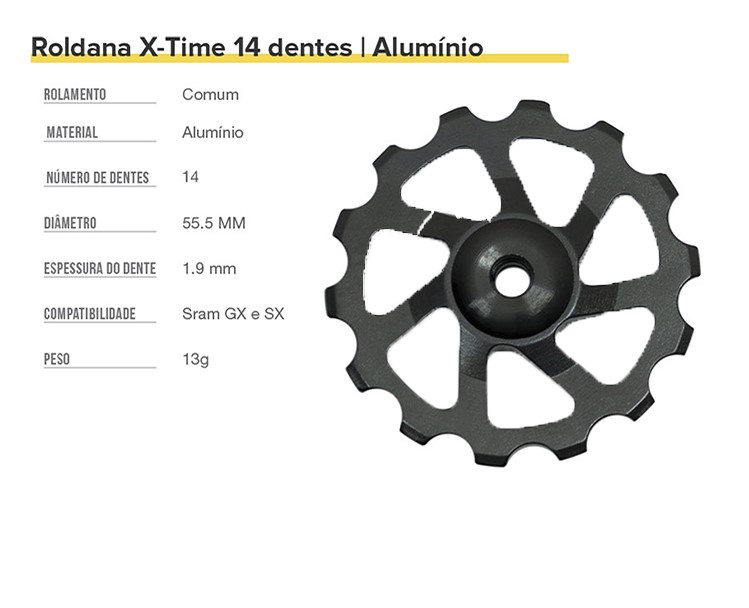 Roldana X-Time 14 dentes | Alumínio
ROLAMENTO Comum
MATERIAL Alumínio
NÚMERO DE DENTES 14
DIÂMETRO 55.5 MM
ESPESSURA DO DENTE 1.9 mm
COMPATIBILIDADE Sram GX e SX
PESO 13g